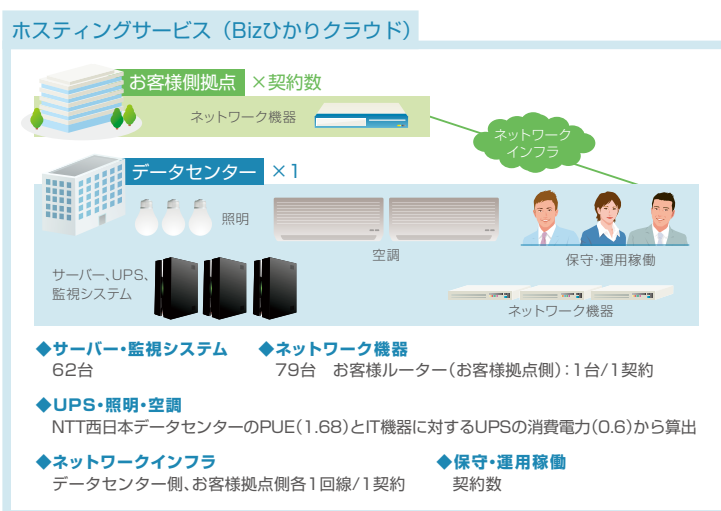 ホスティングサービス（Bizひかりクラウド）
お客様側拠点 ×契約数
ネットワーク機器
ネットワーク
インフラ
データセンター ×1
照明
空調
保守・運用稼働
サーバー、UPS、
監視システム
ネットワーク機器
◆サーバー・監視システム
62台
◆ネットワーク機器
79台　お客様ルーター（お客様拠点側）：1台/1契約
◆UPS・照明・空調
NTT西日本データセンターのPUE（1.68）とIT機器に対するUPSの消費電力（0.6）から算出
◆ネットワークインフラ
データセンター側、お客様拠点側各1回線/1契約
◆保守・運用稼働
契約数